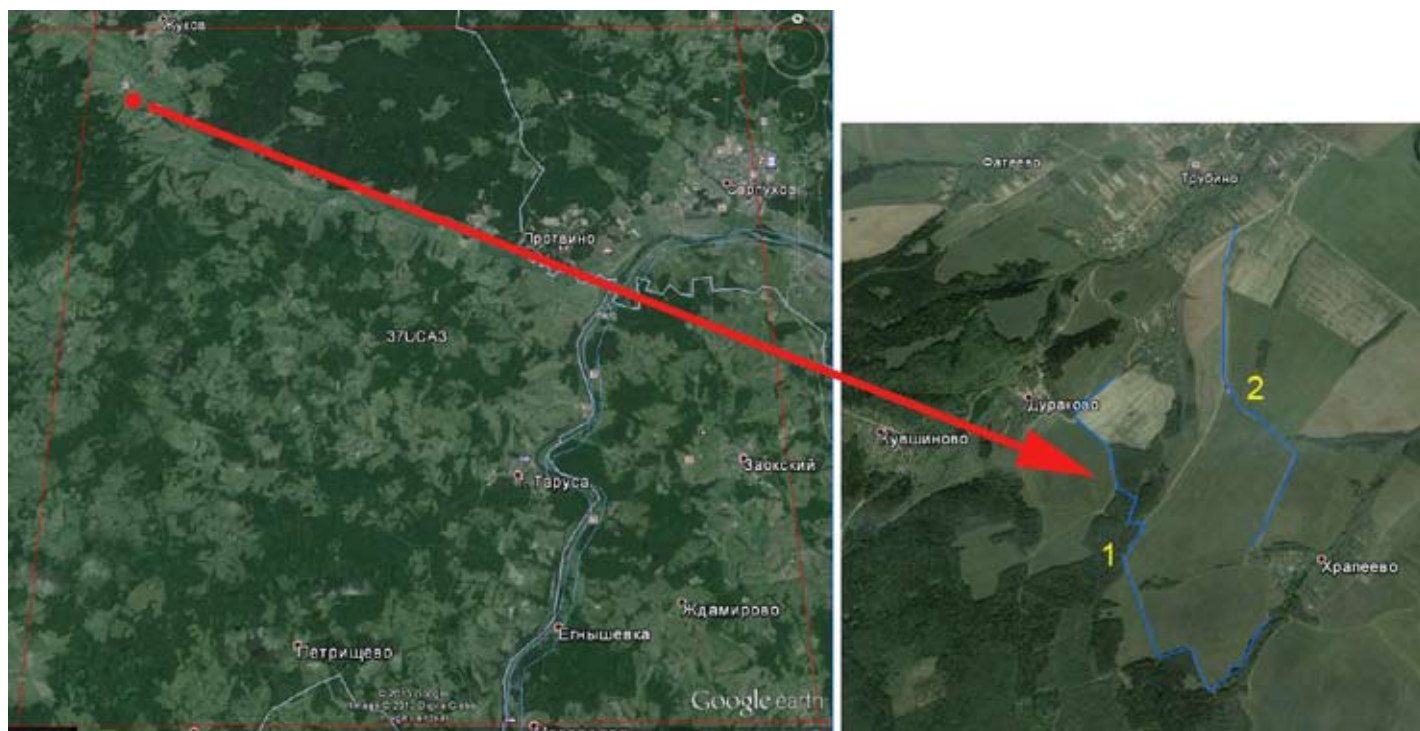 Жуков
Серпухов
Протвино
37UCA3
Заокский
Таруса
Ждамирово
Егнышевка
Петрищево
Google earth
Фатеево
Трубино
2
Дураково
Кувшиново
1
Храпеево